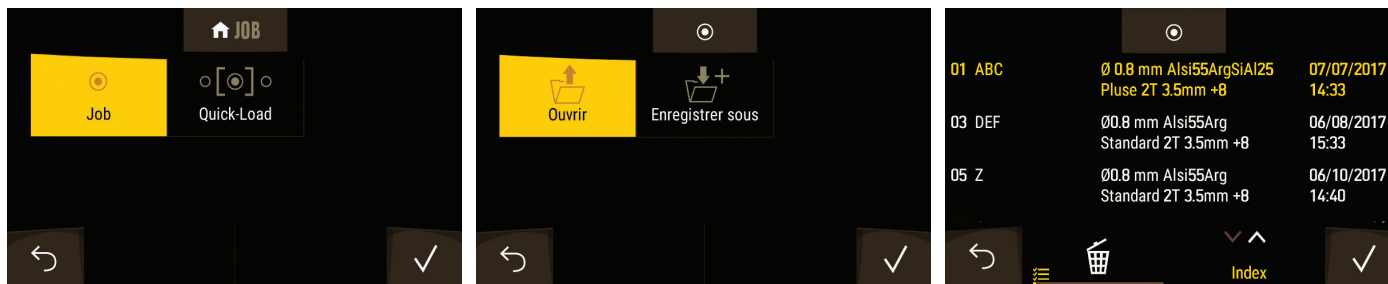 JOB
Job
Quick-Load
Ouvrir
Enregistrer sous
01 ABC
Ø 0.8 mm Alsi55ArgSiAl25
07/07/2017
Pluse 2T 3.5mm +8
14:33
03 DEF
Ø0.8 mm Alsi55Arg
06/08/2017
Standard 2T 3.5mm +8
15:33
05 Z
Ø0.8 mm Alsi55Arg
06/10/2017
Standard 2T 3.5mm +8
14:40
Index